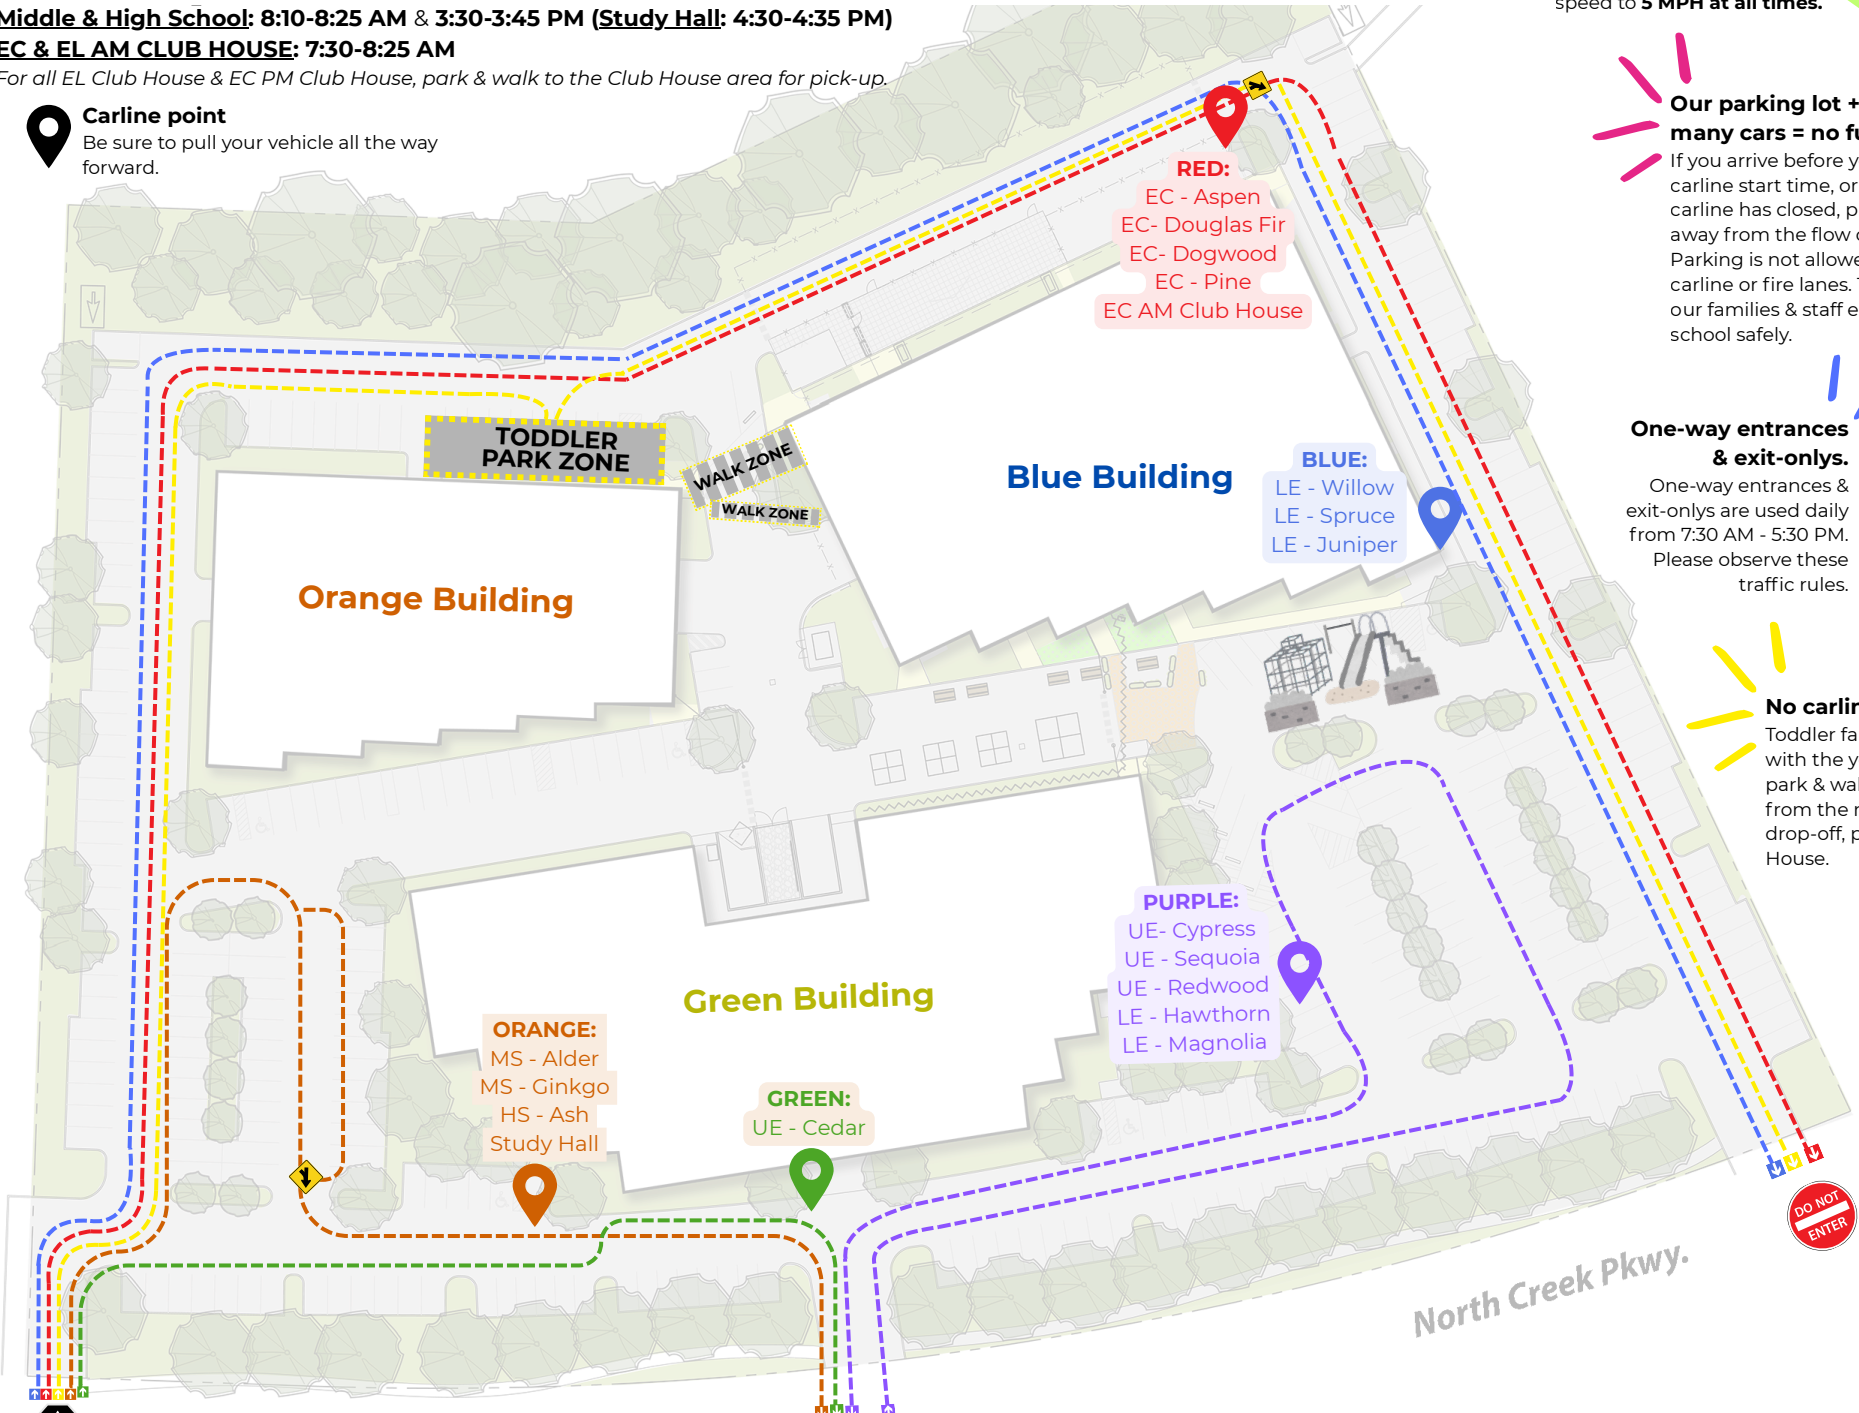 Middle & High School: 8:10-8:25 AM & 3:30-3:45 PM (Study Hall: 4:30-4:35 PM)
EC & EL AM CLUB HOUSE: 7:30-8:25 AM
For all EL Club House & EC PM Club House, park & walk to the Club House area for pick-up.
Carline point
Be sure to pull your vehicle all the way
forward.
speed to 5 MPH at all times.
Our parking lot +
many cars = no fu
If you arrive before y
carline start time, or
carline has closed, p
away from the flow o
Parking is not allowe
carline or fire lanes. T
our families & staff e
school safely.
One-way entrances
& exit-onlys.
One-way entrances &
exit-onlys are used daily
from 7:30 AM - 5:30 PM.
Please observe these
traffic rules.
No carlin
Toddler fa
with the y
park & wal
from the r
drop-off, p
House.
RED:
EC - Aspen
EC- Douglas Fir
EC- Dogwood
EC - Pine
EC AM Club House
TODDLER
PARK ZONE
WALK ZONE
WALK ZONE
Blue Building
BLUE:
LE - Willow
LE - Spruce
LE - Juniper
Orange Building
Green Building
PURPLE:
UE- Cypress
UE - Sequoia
UE - Redwood
LE - Hawthorn
LE - Magnolia
ORANGE:
MS - Alder
MS - Ginkgo
HS - Ash
Study Hall
GREEN:
UE - Cedar
DO NOT
ENTER
North Creek Pkwy.